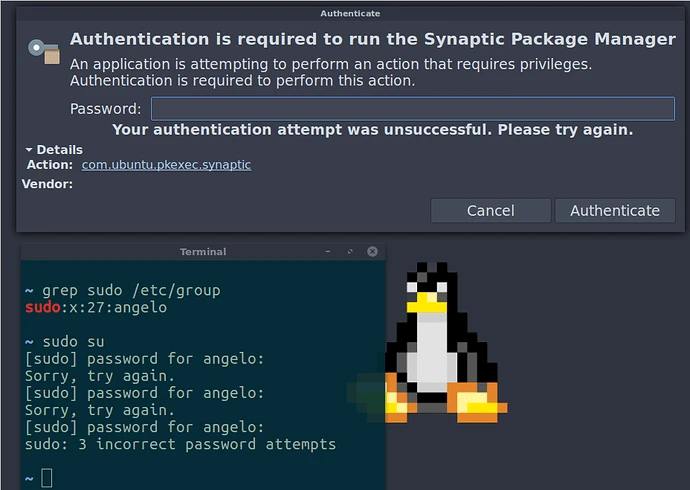 Authenticate
Authentication is required to run the Synaptic Package Manager
An application is attempting to perform an action that requires privileges.
Authentication is required to perform this action.
Password:
Your authentication attempt was unsuccessful. Please try again.
Details
Action: com.ubuntu.pkexec.synaptic
Vendor:
Cancel Authenticate
Terminal
~ grep sudo /etc/group
sudo:x:27:angelo
~ sudo su
[sudo] password for angelo:
Sorry, try again.
[sudo] password for angelo:
Sorry, try again.
[sudo] password for angelo:
sudo: 3 incorrect password attempts
~